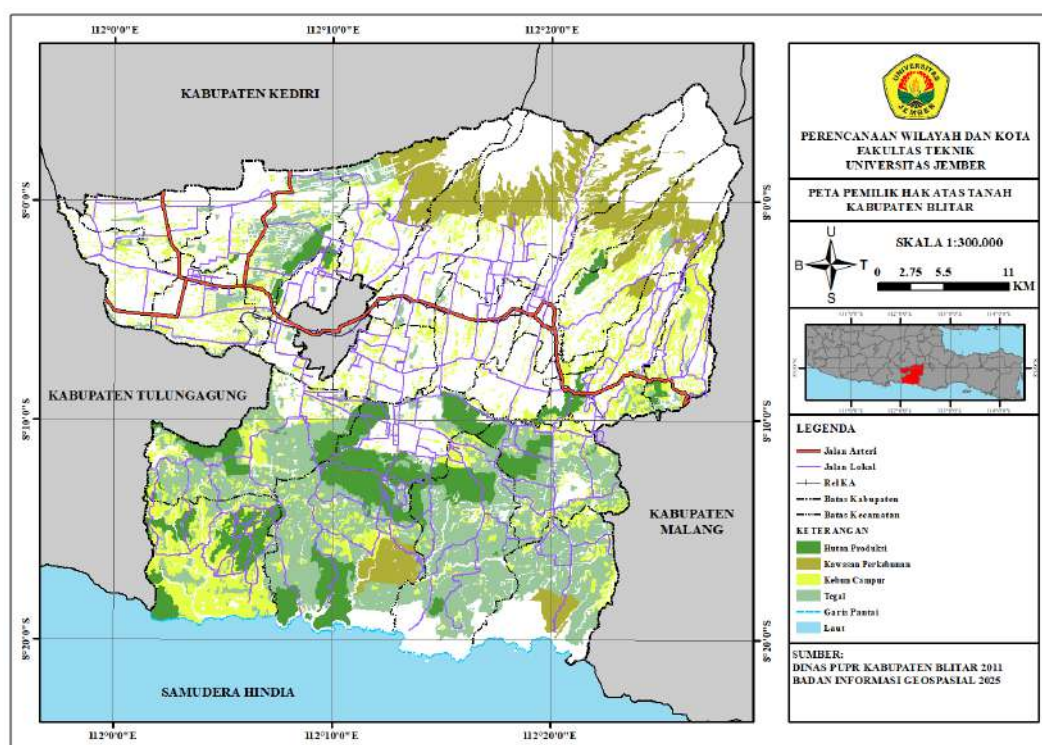 112°0'0"E 112°10'0"E 112°20'0"E
KABUPATEN KEDIRI
8°0'0"S
8°0'0"S
KABUPATEN TULUNGAGUNG
8°10'0"S
8°10'0"S
KABUPATEN
MALANG
8°20'0"S
8°20'0"S
SAMUDERA HINDIA
112°0'0"E 112°10'0"E 112°20'0"E
UNIVERSITAS
JEMBER
PERENCANAAN WILAYAH DAN KOTA
FAKULTAS TEKNIK
UNIVERSITAS JEMBER
PETA PEMILIK HAK ATAS TANAH
KABUPATEN BLITAR
U
B T
S
SKALA 1:300.000
0 2.75 5.5 11
KM
LEGENDA
Jalan Arteri
Jalan Lokal
Rel KA
Batas Kabupaten
Batas Kecamatan
KETERANGAN
Hutan Produksi
Kawasan Perkebunan
Kebun Campur
Tegal
Garis Pantai
Laut
SUMBER:
DINAS PUPR KABUPATEN BLITAR 2011
BADAN INFORMASI GEOSPASIAL 2025